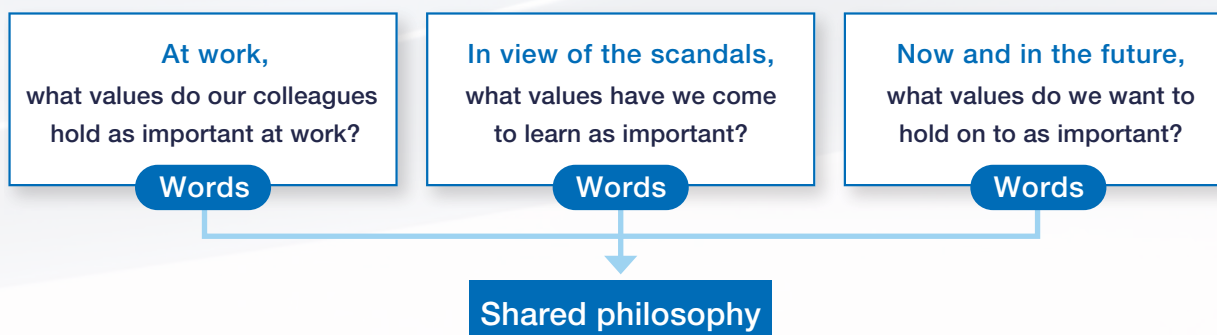 At work,
what values do our colleagues
hold as important at work?
Words
In view of the scandals,
what values have we come
to learn as important?
Words
Now and in the future,
what values do we want to
hold on to as important?
Words
Shared philosophy